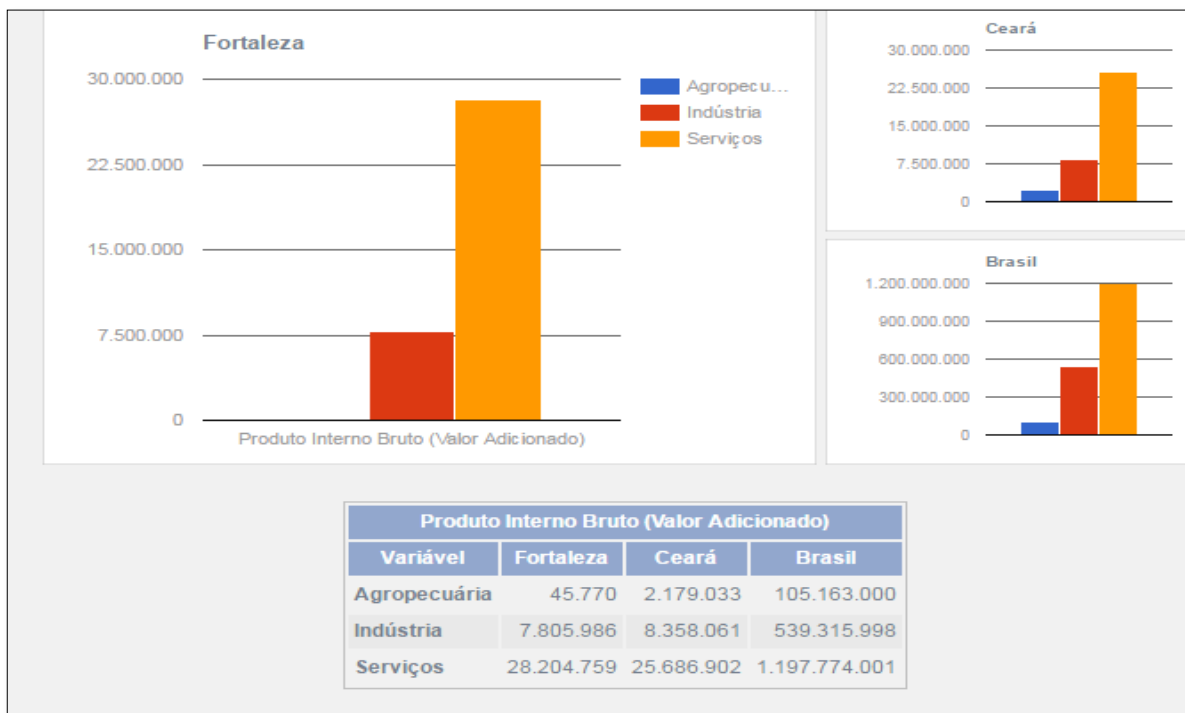 Fortaleza
30.000.000
22.500.000
15.000.000
7.500.000
0
Produto Interno Bruto (Valor Adicionado)
Agropecu...
Indústria
Serviços
Ceará
30.000.000
22.500.000
15.000.000
7.500.000
0
Brasil
1.200.000.000
900.000.000
600.000.000
300.000.000
0
Produto Interno Bruto (Valor Adicionado)
Variável Fortaleza Ceará Brasil
Agropecuária 45.770 2.179.033 105.163.000
Indústria 7.805.986 8.358.061 539.315.998
Serviços 28.204.759 25.686.902 1.197.774.001